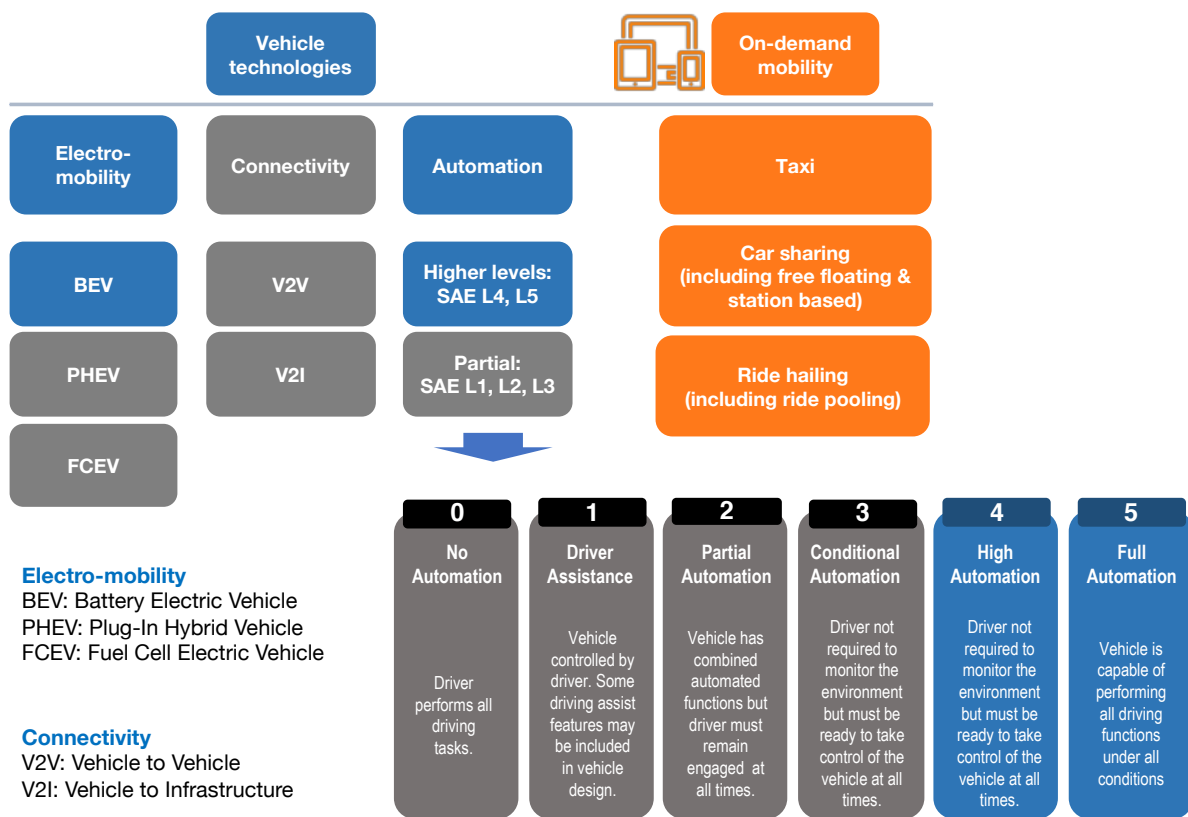 Vehicle
technologies
On-demand
mobility
Electro-
mobility
Connectivity
Automation
Taxi
BEV
V2V
Higher levels:
SAE L4, L5
Car sharing
(including free floating &
station based)
PHEV
V2I
Partial:
SAE L1, L2, L3
Ride hailing
(including ride pooling)
FCEV
Electro-mobility
BEV: Battery Electric Vehicle
PHEV: Plug-In Hybrid Vehicle
FCEV: Fuel Cell Electric Vehicle
Connectivity
V2V: Vehicle to Vehicle
V2I: Vehicle to Infrastructure
0
No
Automation
Driver
performs all
driving
tasks.
1
Driver
Assistance
Vehicle
controlled by
driver. Some
driving assist
features may
be included
in vehicle
design.
2
Partial
Automation
Vehicle has
combined
automated
functions but
driver must
remain
engaged at
all times.
3
Conditional
Automation
Driver not
required to
monitor the
environment
but must be
ready to take
control of the
vehicle at all
times.
4
High
Automation
Driver not
required to
monitor the
environment
but must be
ready to take
control of the
vehicle at all
times.
5
Full
Automation
Vehicle is
capable of
performing
all driving
functions
under all
conditions